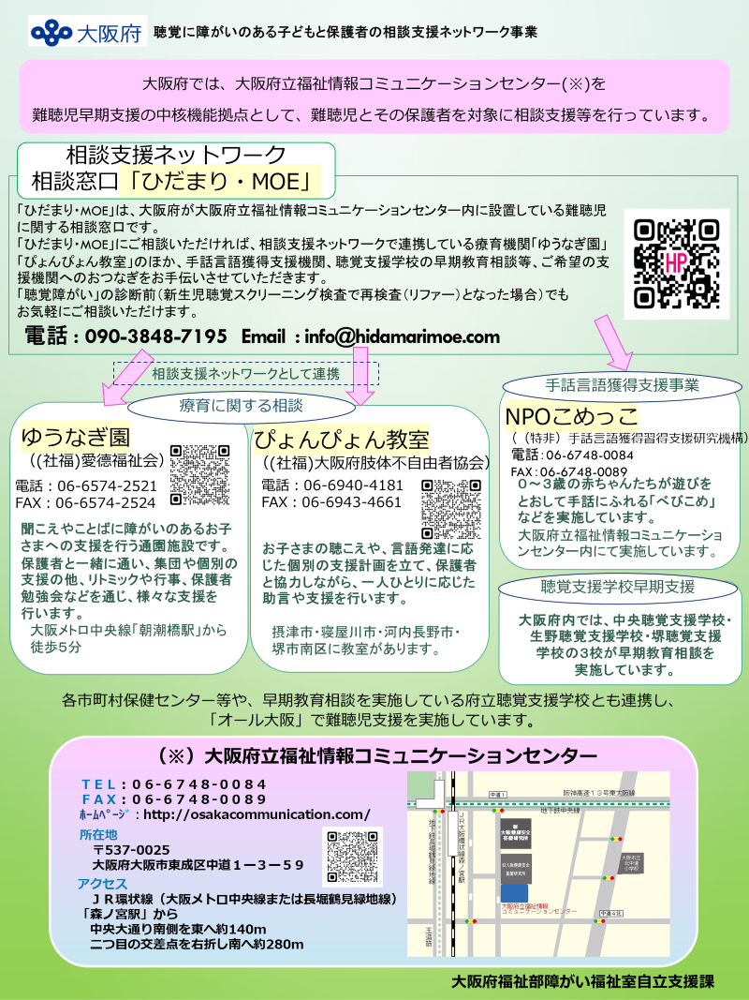 大阪府 聴覚に障がいのある子どもと保護者の相談支援ネットワーク事業
大阪府では、大阪府立福祉情報コミュニケーションセンター(※)を
難聴児早期支援の中核機能拠点として、難聴児とその保護者を対象に相談支援等を行っています。
相談支援ネットワーク
相談窓口「ひだまり・MOE」
「ひだまり・MOE」は、大阪府が大阪府立福祉情報コミュニケーションセンター内に設置している難聴児
に関する相談窓口です。
「ひだまり・MOE」にご相談いただければ、相談支援ネットワークで連携している療育機関「ゆうなぎ園」
「ぴょんぴょん教室」のほか、手話言語獲得支援機関、聴覚支援学校の早期教育相談等、ご希望の支
援機関へのおつなぎをお手伝いさせていただきます。
「聴覚障がい」の診断前（新生児聴覚スクリーニング検査で再検査（リファー）となった場合）でも
お気軽にご相談いただけます。
電話：090-3848-7195 Email ：info@hidamarimoe.com
HP
相談支援ネットワークとして連携
療育に関する相談
ゆうなぎ園
（(社福)愛徳福祉会）
電話：06-6574-2521
FAX：06-6574-2524
聞こえやことばに障がいのあるお子
さまへの支援を行う通園施設です。
保護者と一緒に通い、集団や個別の
支援の他、リトミックや行事、保護者
勉強会などを通じ、様々な支援を
行います。
大阪メトロ中央線「朝潮橋駅」から
徒歩５分
ぴょんぴょん教室
（(社福)大阪府肢体不自由者協会）
電話：06-6940-4181
FAX：06-6943-4661
お子さまの聴こえや、言語発達に応
じた個別の支援計画を立て、保護者
と協力しながら、一人ひとりに応じた
助言や支援を行います。
摂津市・寝屋川市・河内長野市・
堺市南区に教室があります。
手話言語獲得支援事業
NPOこめっこ
（（特非）手話言語獲得習得支援研究機構）
電話：06-6748-0084
FAX：06-6748-0089
０～３歳の赤ちゃんたちが遊びを
とおして手話にふれる「べびこめ」
などを実施しています。
大阪府立福祉情報コミュニケーショ
ンセンター内にて実施しています。
聴覚支援学校早期支援
大阪府内では、中央聴覚支援学校・
生野聴覚支援学校・堺聴覚支援
学校の３校が早期教育相談を
実施しています。
各市町村保健センター等や、早期教育相談を実施している府立聴覚支援学校とも連携し、
「オール大阪」で難聴児支援を実施しています。
（※）大阪府立福祉情報コミュニケーションセンター
ＴＥＬ：０６-６７４８-００８４
ＦＡＸ：０６-６７４８-００８９
ﾎｰﾑﾍﾟｰｼﾞ：http://osakacommunication.com/
所在地
〒537-0025
大阪府大阪市東成区中道１ー３ー５９
アクセス
ＪＲ環状線（大阪メトロ中央線または長堀鶴見緑地線）
「森ノ宮駅」から
中央大通り南側を東へ約140m
二つ目の交差点を右折し南へ約280m
中道１
阪神高速１３号東大阪線
地下鉄中央線
地下鉄長堀鶴見緑地線
ＪＲ大阪環状線森ノ宮駅
玉造筋
大阪市立
北中道
小学校
大阪府立福祉情報
コミュニケーションセンター
中道４北
大阪府福祉部障がい福祉室自立支援課